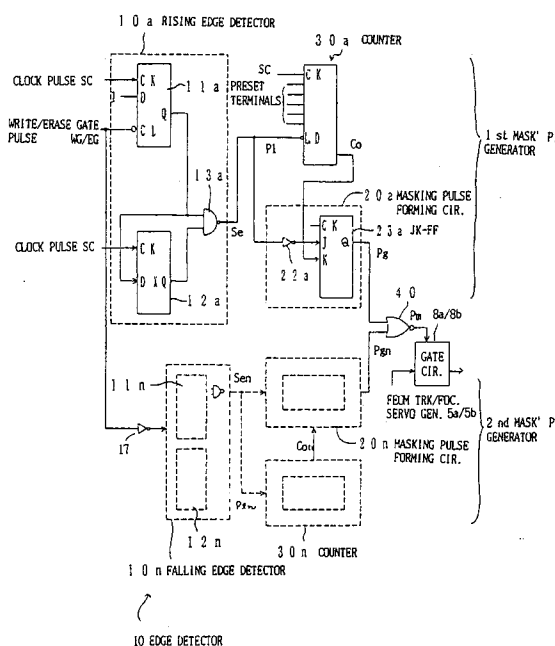 1 0 a RISING EDGE DETECTOR
3 0 a COUNTER
CLOCK PULSE SC
C K
D
Q
C L
1 1 a
WRITE/ERASE GATE
PULSE WG/EG
SC
C K
PRESET
TERMINALS
L D
P1
Co
1 st MASK' P
GENERATOR
1 3 a
Se
2 0 a MASKING PULSE
FORMING CIR.
C K
J
K
Q
2 3 a JK-FF
2 2 a
Pg
CLOCK PULSE SC
C K
D
X Q
1 2 a
4 0
Pm
8a/8b
GATE
CIR.
Pgn
FEOM TRK/FOC.
SERVO GEN. 5a/5b
1 1 n
Sen
17
2 nd MASK' P
GENERATOR
2 0 n MASKING PULSE
FORMING CIR.
1 2 n
3 0 n COUNTER
1 0 n FALLING EDGE DETECTOR
10 EDGE DETECTOR